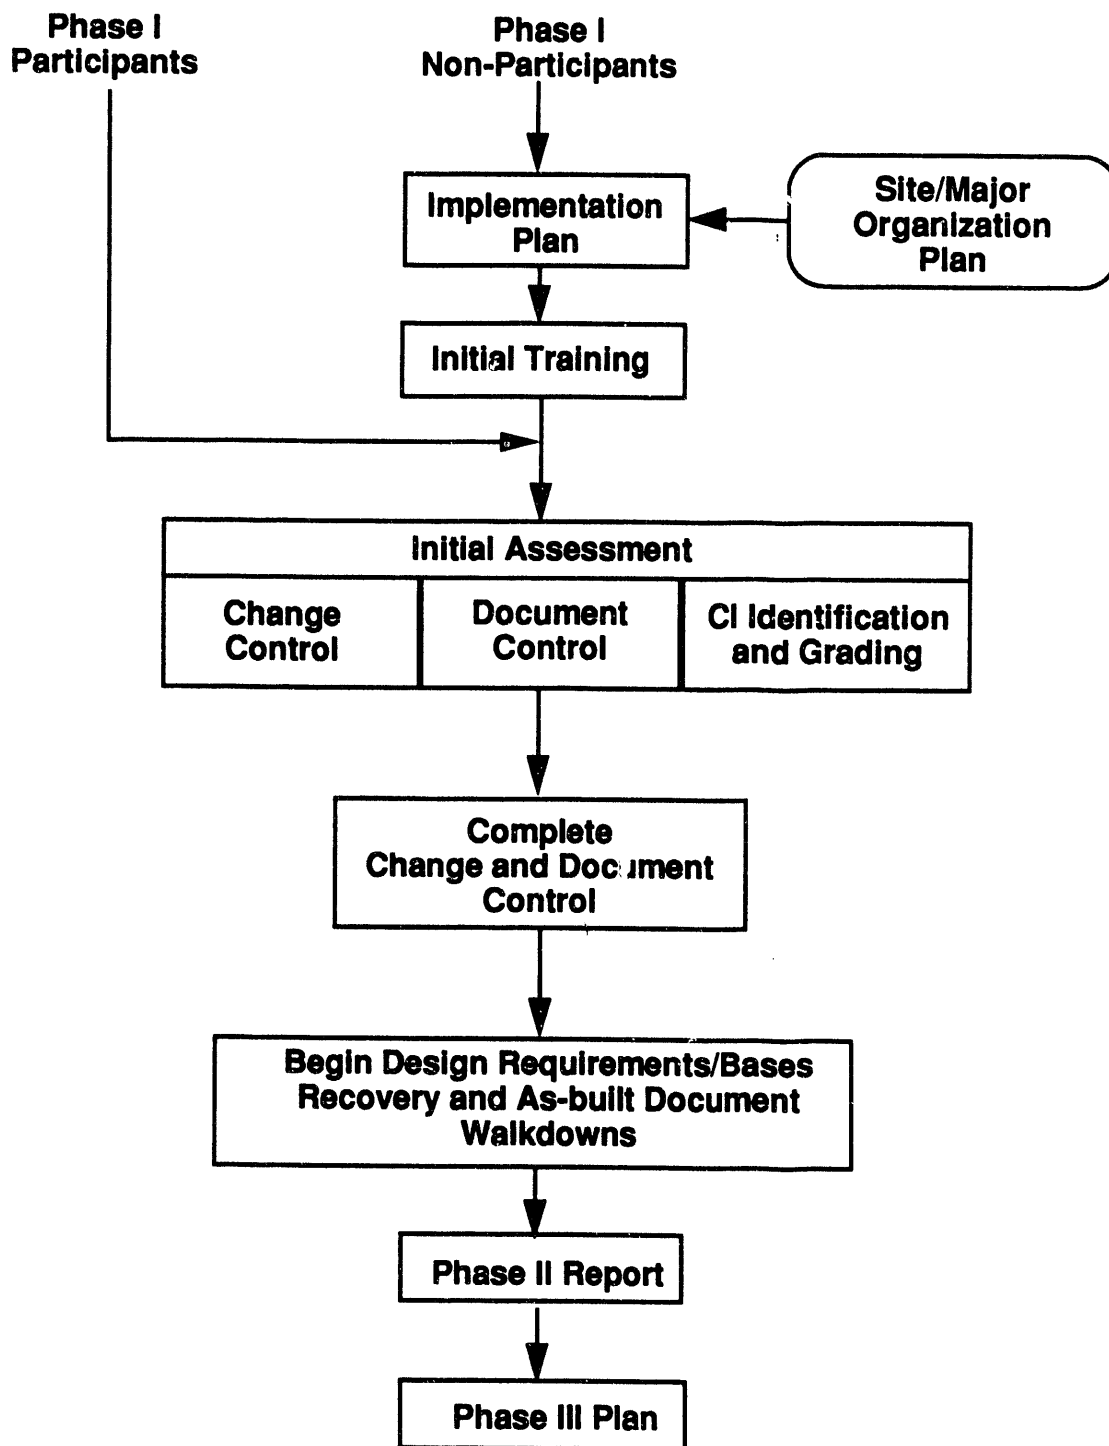 Phase I
Participants
Phase I
Non-Participants
Implementation
Plan
Site/Major
Organization
Plan
Initial Training
Initial Assessment
Change
Control
Document
Control
CI Identification
and Grading
Complete
Change and Document
Control
Begin Design Requirements/Bases
Recovery and As-built Document
Walkdowns
Phase II Report
Phase III Plan